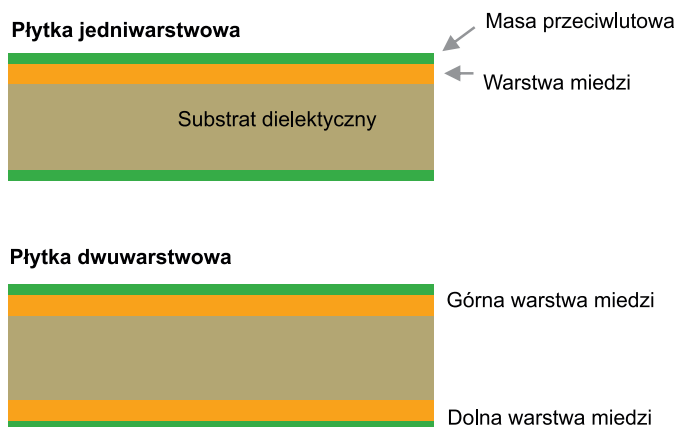 Płytka jedniwarstwowa
Masa przeciwlutowa
Warstwa miedzi
Substrat dielektyczny
Płytka dwuwarstwowa
Górna warstwa miedzi
Dolna warstwa miedzi